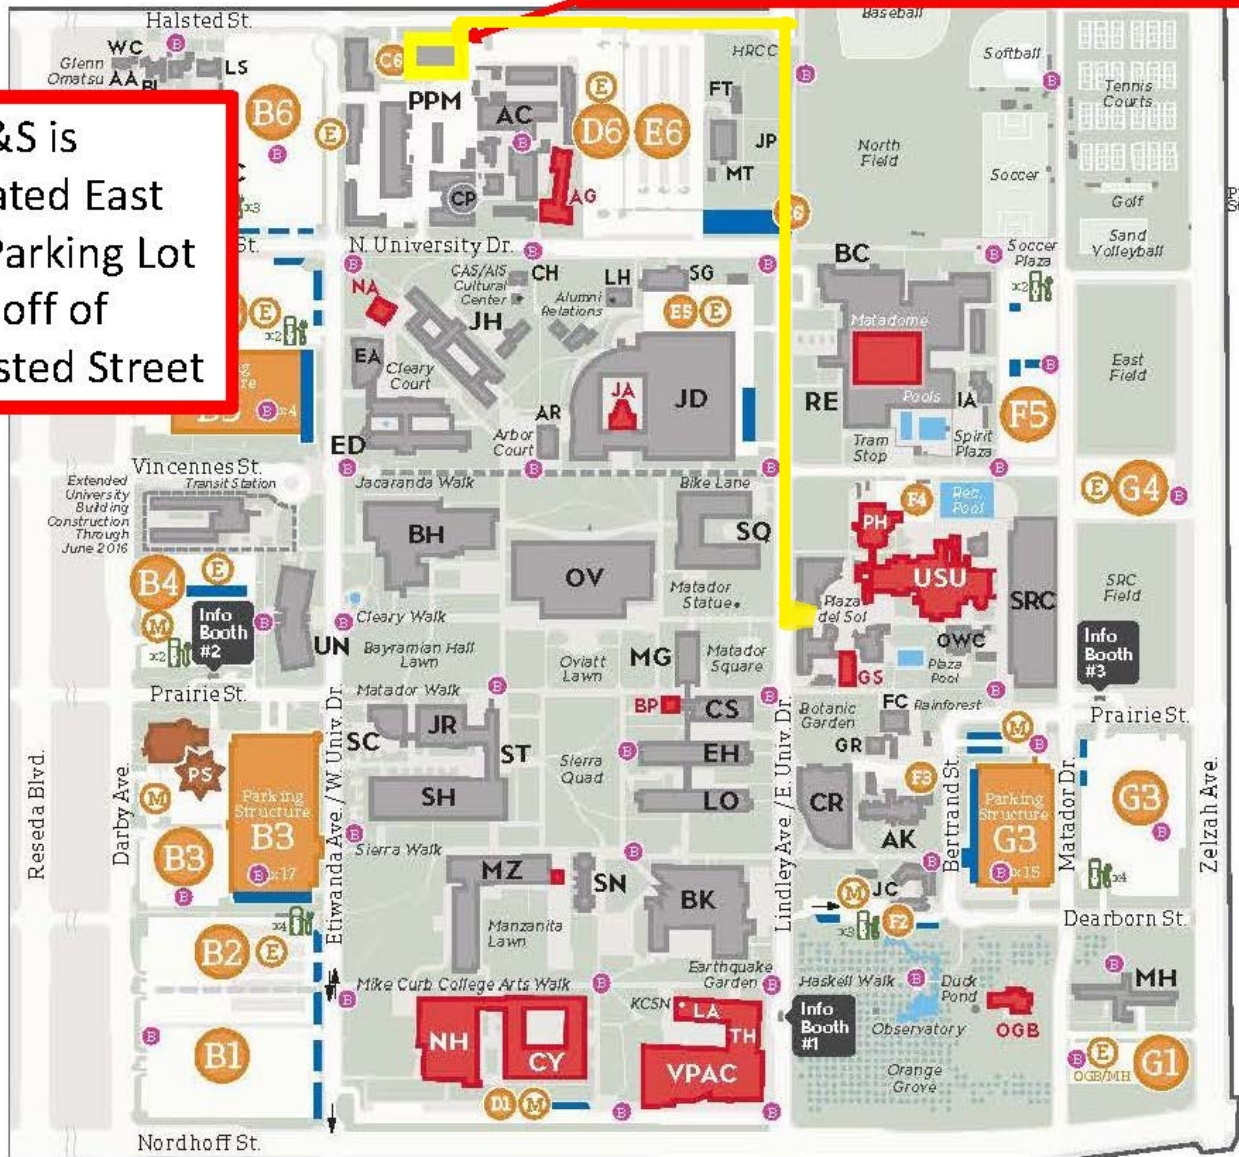 Halsted St.
Baseball
WC
Glenn
Omatsu
AA
LS
B6
E
C6
PPM
AC
E
D6
E6
HRCC
FT
JP
MT
North
Field
Softball
Tennis
Courts
Soccer
Golf
Sand
Volleyball
&S is
ated East
Parking Lot
off of
sted Street
x3
CP
AG
N. University Dr.
B
NA
CAS/AIS
Cultural
Center
CH
LH
Alumni
Relations
SG
E5
E
BC
Soccer
Plaza
x2
JH
EA
Cleary
Court
JA
JD
Matadome
RE
Pools
IA
F5
East
Field
E
x2
B
x4
ED
AR
Arbor
Court
Tram
Stop
Spirit
Plaza
Vincennes St.
Transit Station
Extended
University
Building
Construction
Through
June 2016
Jacaranda Walk
Bike Lane
E
G4
B
BH
OV
SQ
Matador
Statue
PH
F4
Rec.
Pool
USU
SRC
SRC
Field
B4
E
M
x2
Info
Booth
#2
UN
Cleary Walk
Bayramian Hall
Lawn
Oviatt
Lawn
MG
Matador
Square
Plaza
del Sol
OWC
Plaza
Pool
GS
Info
Booth
#3
Prairie St.
Matador Walk
BP
CS
Botanic
Garden
FC
Rainforest
Prairie St.
SC
JR
ST
Sierra
Quad
EH
GR
M
PS
M
Parking
Structure
B3
B
x17
SH
LO
CR
F3
AK
Parking
Structure
G3
B
x15
G3
B3
Reseda Blvd.
Darby Ave.
Etiwanda Ave. / W. Univ. Dr.
Lindley Ave. / E. Univ. Dr.
Bertrand St.
Matador Dr.
Zelzah Ave.
Sierra Walk
MZ
SN
BK
M
JC
x3
F2
x4
Dearborn St.
B2
E
x4
Manzanita
Lawn
Mike Curb College Arts Walk
Earthquake
Garden
Haskell Walk
Duck
Pond
MH
KCSN
LA
TH
NH
CY
VPAC
Info
Booth
#1
Observatory
OGB
Orange
Grove
B
E
OGB/MH
G1
B1
D1
M
Nordhoff St.